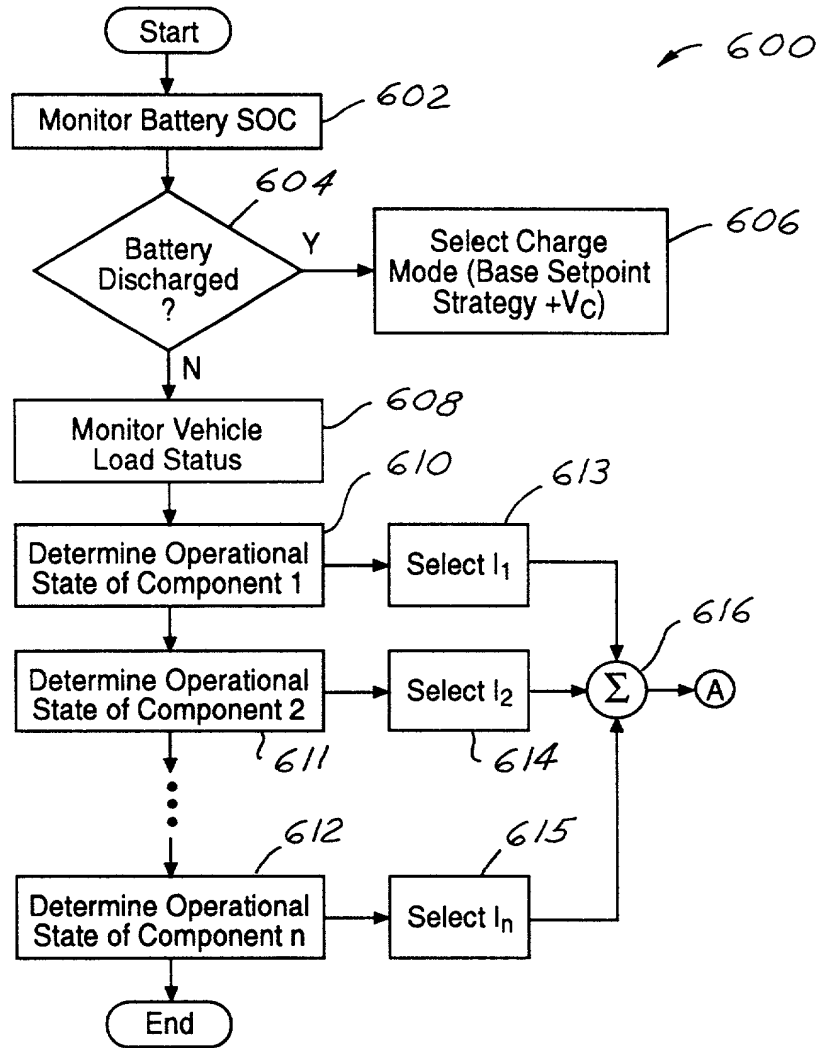 Start
600
Monitor Battery SOC
602
604
Battery
Discharged
?
Y
N
Select Charge
Mode (Base Setpoint
Strategy +VC)
606
Monitor Vehicle
Load Status
608
610
Determine Operational
State of Component 1
613
Select I1
616
Σ
A
Determine Operational
State of Component 2
611
Select I2
614
612
Determine Operational
State of Component n
615
Select In
End